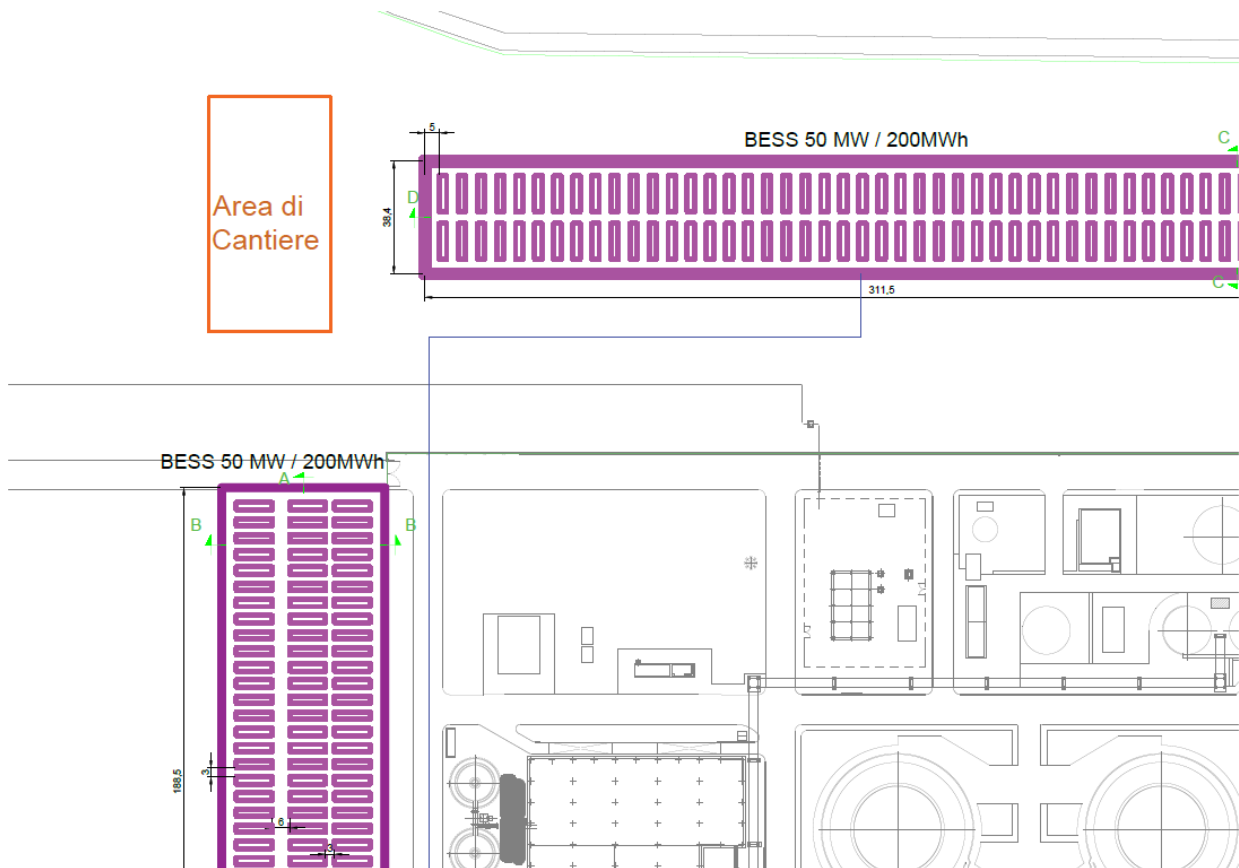 5
BESS 50 MW / 200MWh
C
D
38,4
Area di
Cantiere
C
311,5
BESS 50 MW / 200MWh
A
B
B
188,5
3
6
3